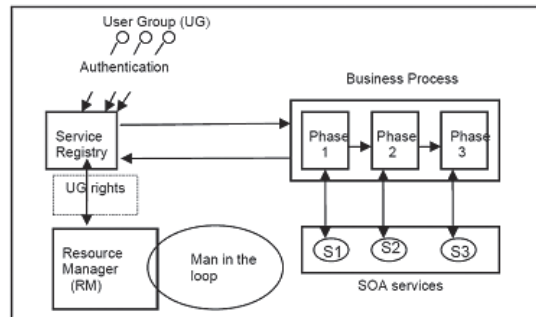 User Group (UG)
Authentication
Business Process
Service
Registry
Phase
1
Phase
2
Phase
3
UG rights
Resource
Manager
(RM)
Man in the
loop
S1
S2
S3
SOA services